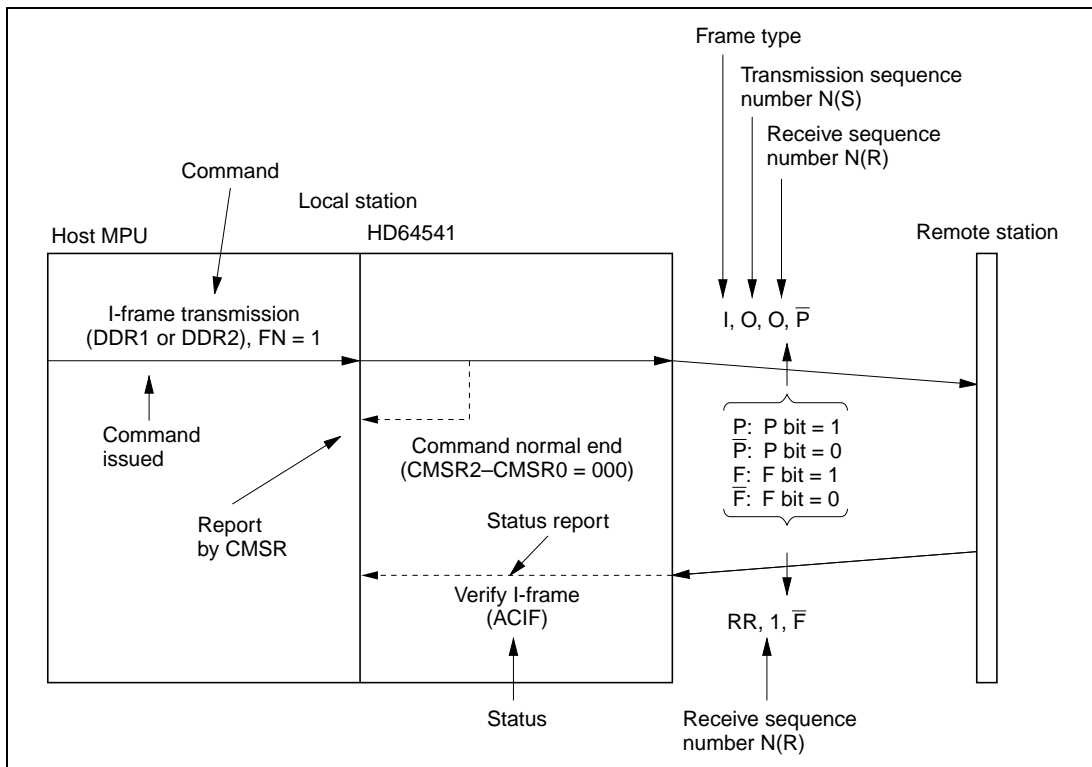 Frame type
Transmission sequence
number N(S)
Receive sequence
number N(R)
Command
Local station
Host MPU
HD64541
Remote station
I-frame transmission
(DDR1 or DDR2), FN = 1
I, O, O, P̅
Command
issued
Command normal end
(CMSR2–CMSR0 = 000)
P: P bit = 1
P̅: P bit = 0
F: F bit = 1
F̅: F bit = 0
Report
by CMSR
Status report
Verify I-frame
(ACIF)
RR, 1, F̅
Status
Receive sequence
number N(R)